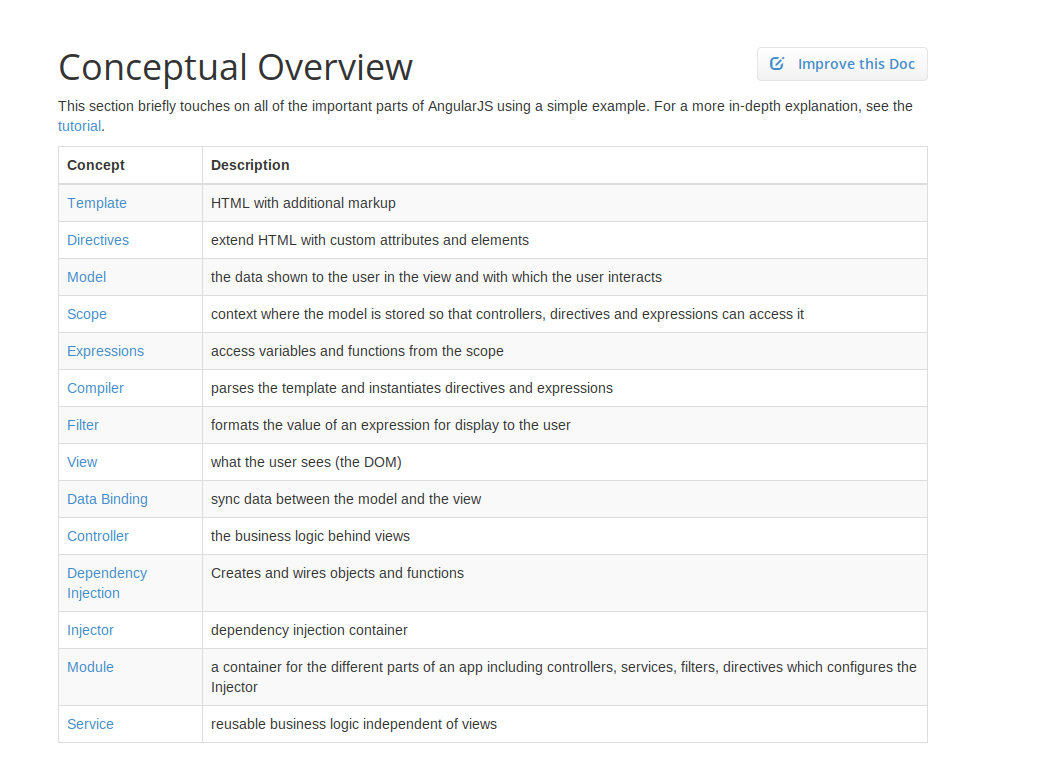 Conceptual Overview
Improve this Doc
This section briefly touches on all of the important parts of AngularJS using a simple example. For a more in-depth explanation, see the
tutorial.
Concept Description
Template HTML with additional markup
Directives extend HTML with custom attributes and elements
Model the data shown to the user in the view and with which the user interacts
Scope context where the model is stored so that controllers, directives and expressions can access it
Expressions access variables and functions from the scope
Compiler parses the template and instantiates directives and expressions
Filter formats the value of an expression for display to the user
View what the user sees (the DOM)
Data Binding sync data between the model and the view
Controller the business logic behind views
Dependency Creates and wires objects and functions
Injection
Injector dependency injection container
Module a container for the different parts of an app including controllers, services, filters, directives which configures the
Injector
Service reusable business logic independent of views